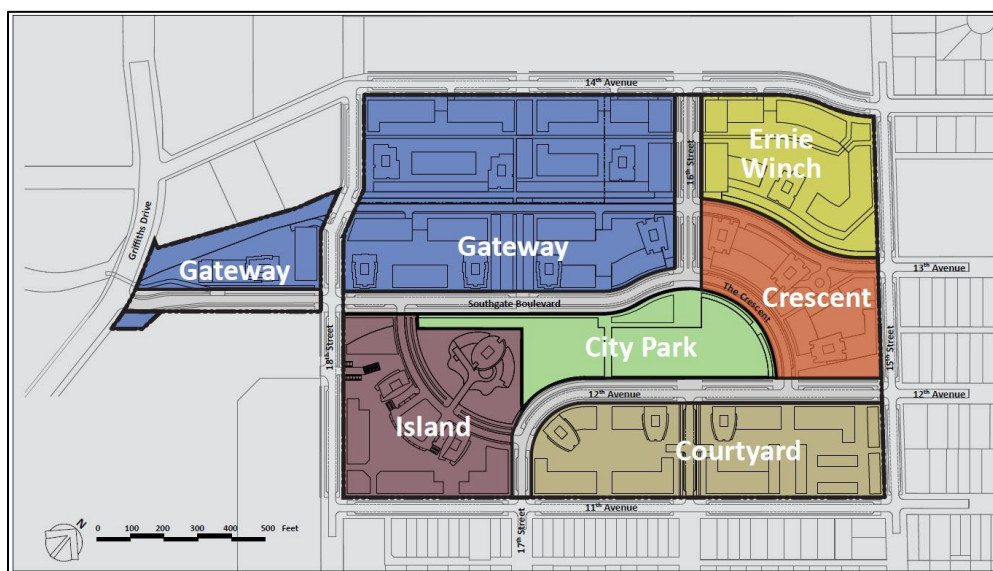 14th Avenue
Ernie
Winch
16th Street
Griffiths Drive
Gateway
Gateway
13th Avenue
Crescent
The Crescent
Southgate Boulevard
City Park
18th Street
15th Street
12th Avenue
12th Avenue
Island
Courtyard
11th Avenue
17th Street
N
0 100 200 300 400 500 Feet